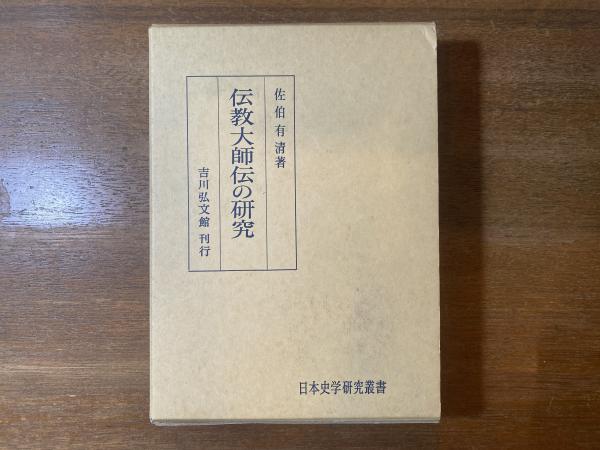 佐伯有清著
伝教大師伝の研究
吉川弘文館 刊行
日本史学研究叢書